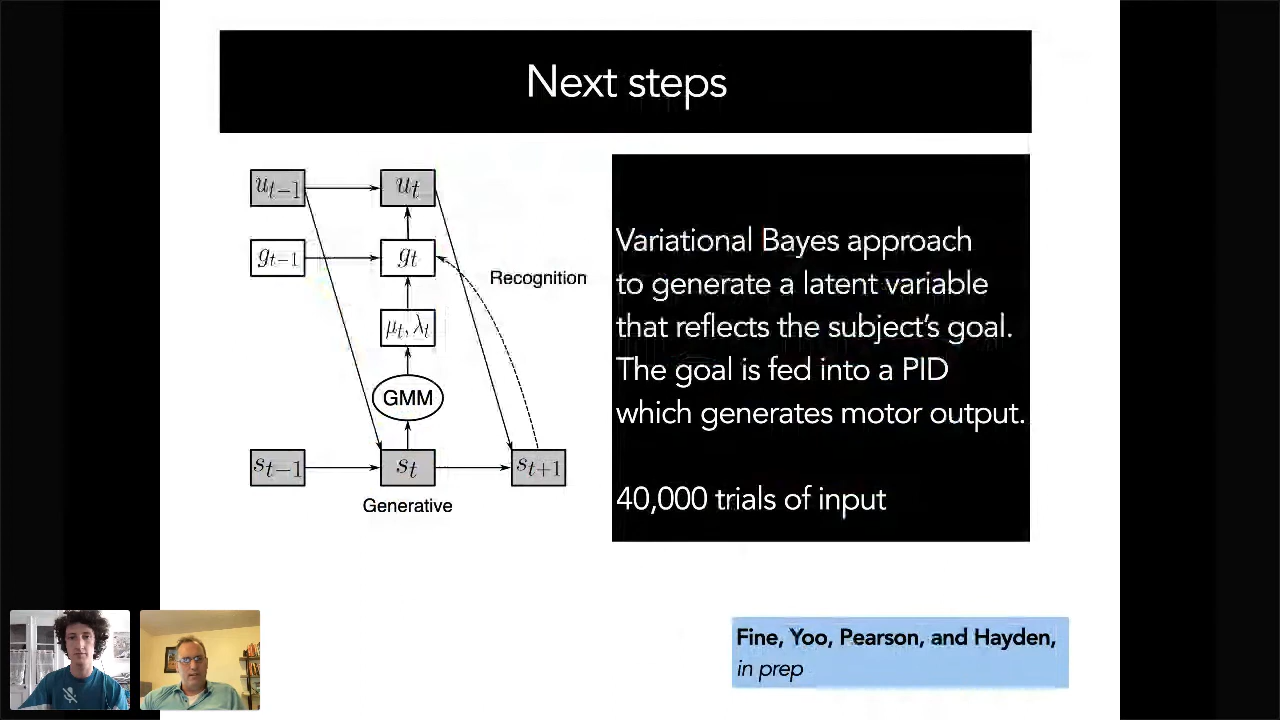 Next steps
u_{t-1}
u_t
g_{t-1}
g_t
Recognition
μ_t, λ_t
GMM
s_{t-1}
s_t
s_{t+1}
Generative
Variational Bayes approach
to generate a latent variable
that reflects the subject's goal.
The goal is fed into a PID
which generates motor output.
40,000 trials of input
Fine, Yoo, Pearson, and Hayden,
in prep